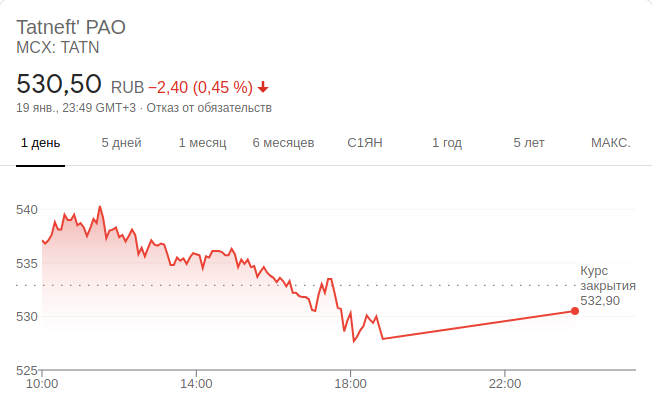 Tatneft' PAO
MCX: TATN
530,50 RUB −2,40 (0,45 %)
19 янв., 23:49 GMT+3 · Отказ от обязательств
1 день 5 дней 1 месяц 6 месяцев С1ЯН 1 год 5 лет МАКС.
540
535
Курс
закрытия
532,90
530
525
10:00 14:00 18:00 22:00